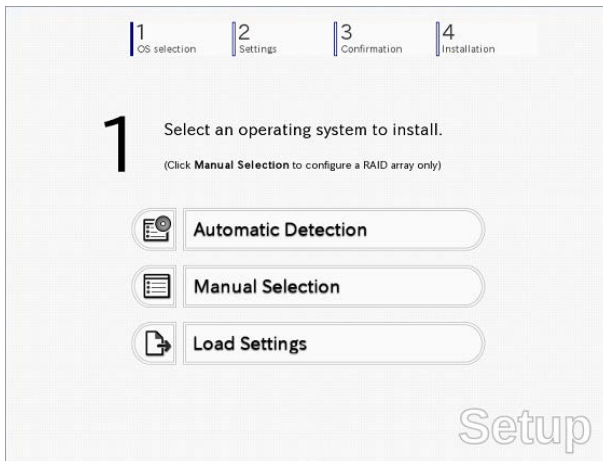 1
OS selection
2
Settings
3
Confirmation
4
Installation
1
Select an operating system to install.
(Click Manual Selection to configure a RAID array only)
Automatic Detection
Manual Selection
Load Settings
Setup